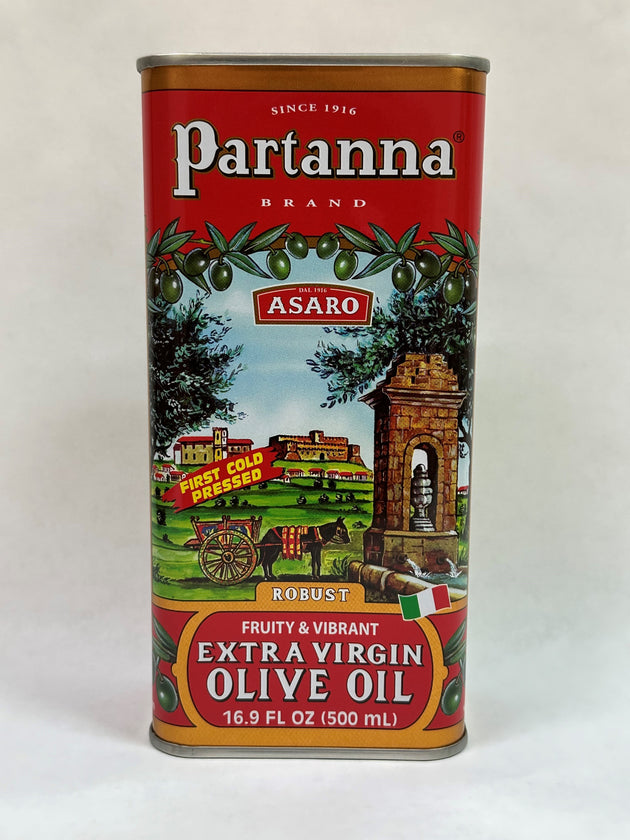 SINCE 1916
Partanna®
BRAND
DAL 1916
ASARO
FIRST COLD
PRESSED
ROBUST
FRUITY & VIBRANT
EXTRA VIRGIN
OLIVE OIL
16.9 FL OZ (500 mL)